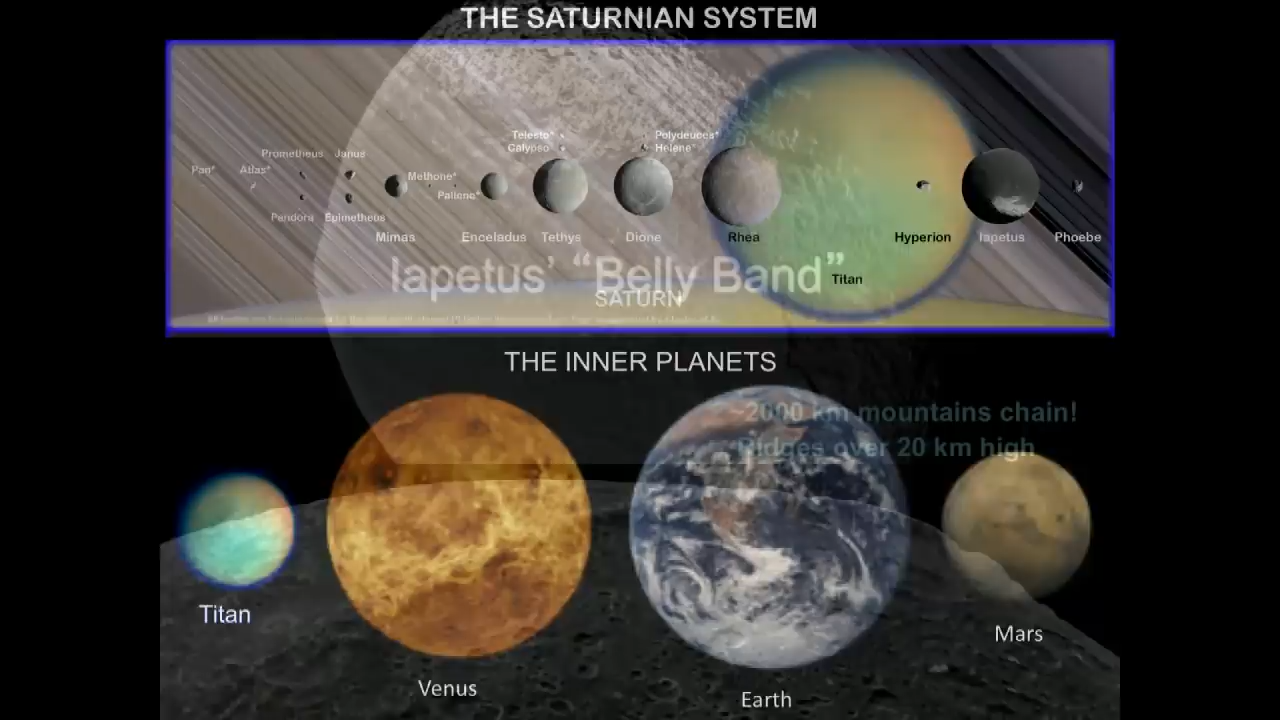 THE SATURNIAN SYSTEM
Telesto*
Polydeuces*
Calypso
Helene*
Prometheus
Janus
Pan*
Atlas*
Methone*
Pallene*
Pandora
Epimetheus
Mimas
Enceladus
Tethys
Dione
Rhea
Hyperion
Iapetus
Phoebe
Iapetus’ “Belly Band”
Titan
SATURN
THE INNER PLANETS
~2000 km mountains chain!
Ridges over 20 km high
Titan
Mars
Venus
Earth